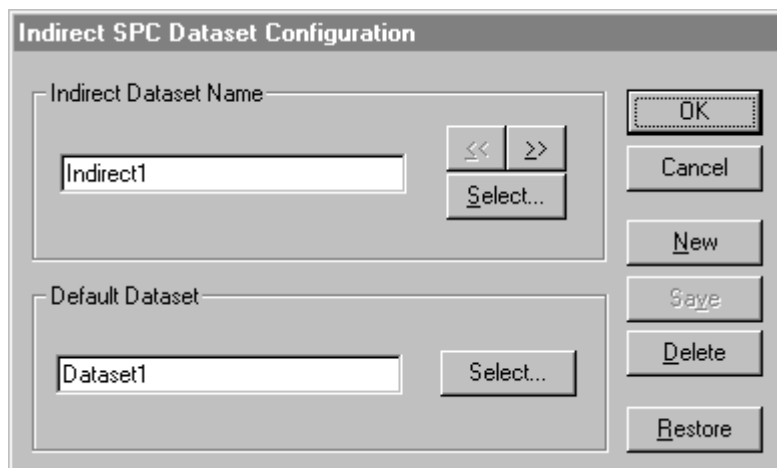 Indirect SPC Dataset Configuration
Indirect Dataset Name
Indirect1
<< >>
Select...
Default Dataset
Dataset1
Select...
OK
Cancel
New
Save
Delete
Restore